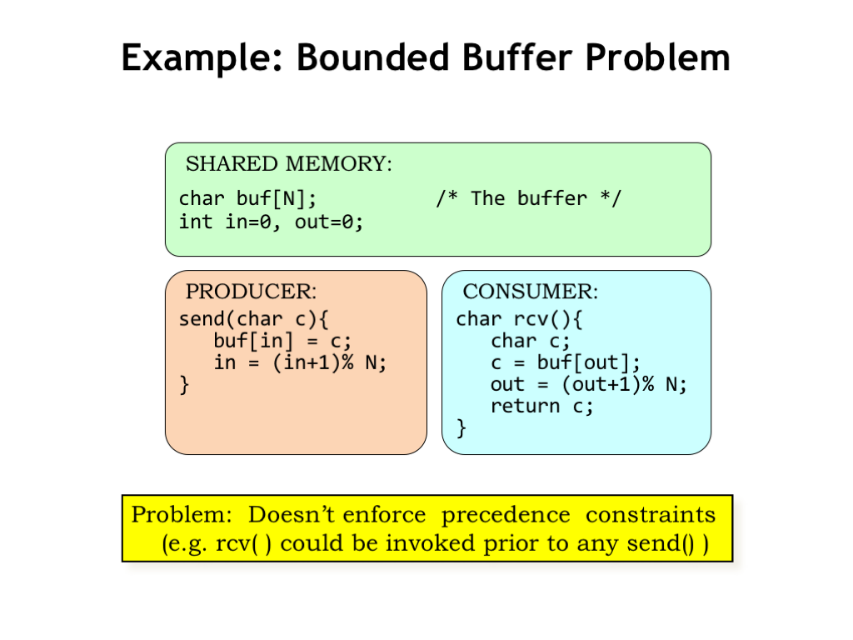 Example: Bounded Buffer Problem
SHARED MEMORY:
char buf[N];          /* The buffer */
int in=0, out=0;
PRODUCER:
send(char c){
   buf[in] = c;
   in = (in+1)% N;
}
CONSUMER:
char rcv(){
   char c;
   c = buf[out];
   out = (out+1)% N;
   return c;
}
Problem:  Doesn’t enforce  precedence  constraints
(e.g. rcv( ) could be invoked prior to any send() )